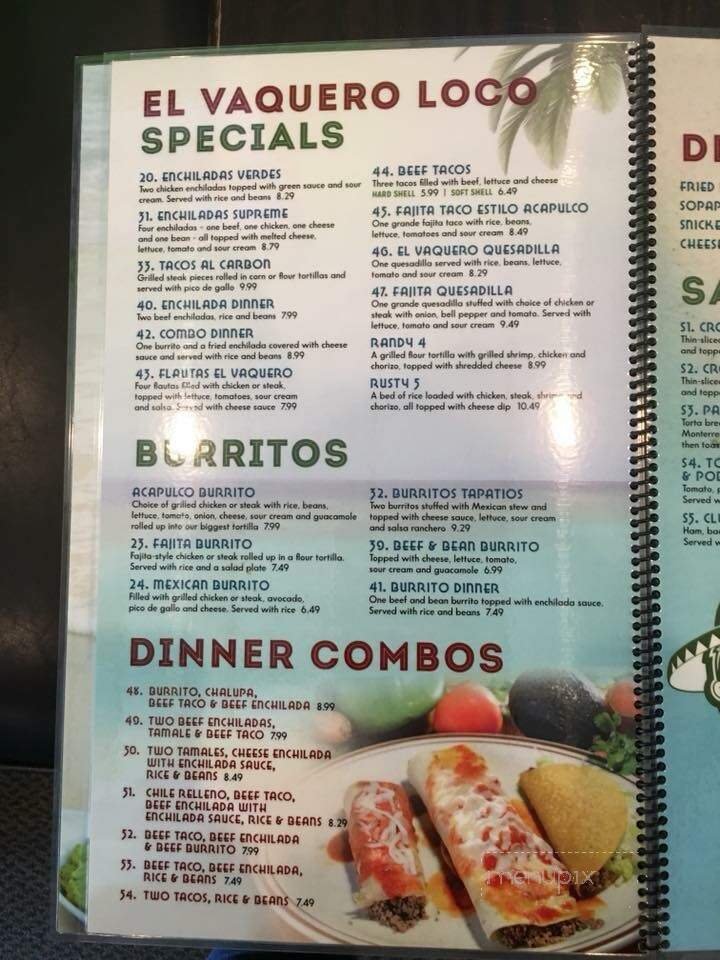 EL VAQUERO LOCO
SPECIALS
20. ENCHILADAS VERDES
Two chicken enchiladas topped with green sauce and sour
cream. Served with rice and beans 8.29
31. ENCHILADAS SUPREME
Four enchiladas - one beef, one chicken, one cheese
and one bean - all topped with melted cheese,
lettuce, tomato and sour cream 8.79
33. TACOS AL CARBON
Grilled steak pieces rolled in corn or flour tortillas and
served with pico de gallo 9.99
40. ENCHILADA DINNER
Two beef enchiladas, rice and beans 7.99
42. COMBO DINNER
One burrito and a fried enchilada covered with cheese
sauce and served with rice and beans 8.99
43. FLAUTAS EL VAQUERO
Four flautas filled with chicken or steak,
topped with lettuce, tomatoes, sour cream
and salsa. Served with cheese sauce 7.99
44. BEEF TACOS
Three tacos filled with beef, lettuce and cheese
HARD SHELL 5.99 | SOFT SHELL 6.49
45. FAJITA TACO ESTILO ACAPULCO
One grande fajita taco with rice, beans,
lettuce, tomatoes and sour cream 8.49
46. EL VAQUERO QUESADILLA
One quesadilla served with rice, beans, lettuce,
tomato and sour cream 8.29
47. FAJITA QUESADILLA
One grande quesadilla stuffed with choice of chicken or
steak with onion, bell pepper and tomato. Served with
lettuce, tomato and sour cream 9.49
RANDY 4
A grilled flour tortilla with grilled shrimp, chicken and
chorizo, topped with shredded cheese 8.99
RUSTY 5
A bed of rice loaded with chicken, steak, shrimp and
chorizo, all topped with cheese dip 10.49
BURRITOS
ACAPULCO BURRITO
Choice of grilled chicken or steak with rice, beans,
lettuce, tomato, onion, cheese, sour cream and guacamole
rolled up into our biggest tortilla 7.99
23. FAJITA BURRITO
Fajita-style chicken or steak rolled up in a flour tortilla.
Served with rice and a salad plate 7.49
24. MEXICAN BURRITO
Filled with grilled chicken or steak, avocado,
pico de gallo and cheese. Served with rice 6.49
32. BURRITOS TAPATIOS
Two burritos stuffed with Mexican stew and
topped with cheese sauce, lettuce, sour cream
and salsa ranchero 9.29
39. BEEF & BEAN BURRITO
Topped with cheese, lettuce, tomato,
sour cream and guacamole 6.99
41. BURRITO DINNER
One beef and bean burrito topped with enchilada sauce.
Served with rice and beans 7.49
DINNER COMBOS
48. BURRITO, CHALUPA,
BEEF TACO & BEEF ENCHILADA 8.99
49. TWO BEEF ENCHILADAS,
TAMALE & BEEF TACO 7.99
50. TWO TAMALES, CHEESE ENCHILADA
WITH ENCHILADA SAUCE,
RICE & BEANS 8.49
51. CHILE RELLENO, BEEF TACO,
BEEF ENCHILADA WITH
ENCHILADA SAUCE, RICE & BEANS 8.29
52. BEEF TACO, BEEF ENCHILADA
& BEEF BURRITO 7.99
53. BEEF TACO, BEEF ENCHILADA,
RICE & BEANS 7.49
54. TWO TACOS, RICE & BEANS 7.49
menupix
FRIED
S1.
Thin-slice
and topp
S2.
Thin-slice
and topp
S3.
then
S4.
Tomato,
Served w
S5.
Served w